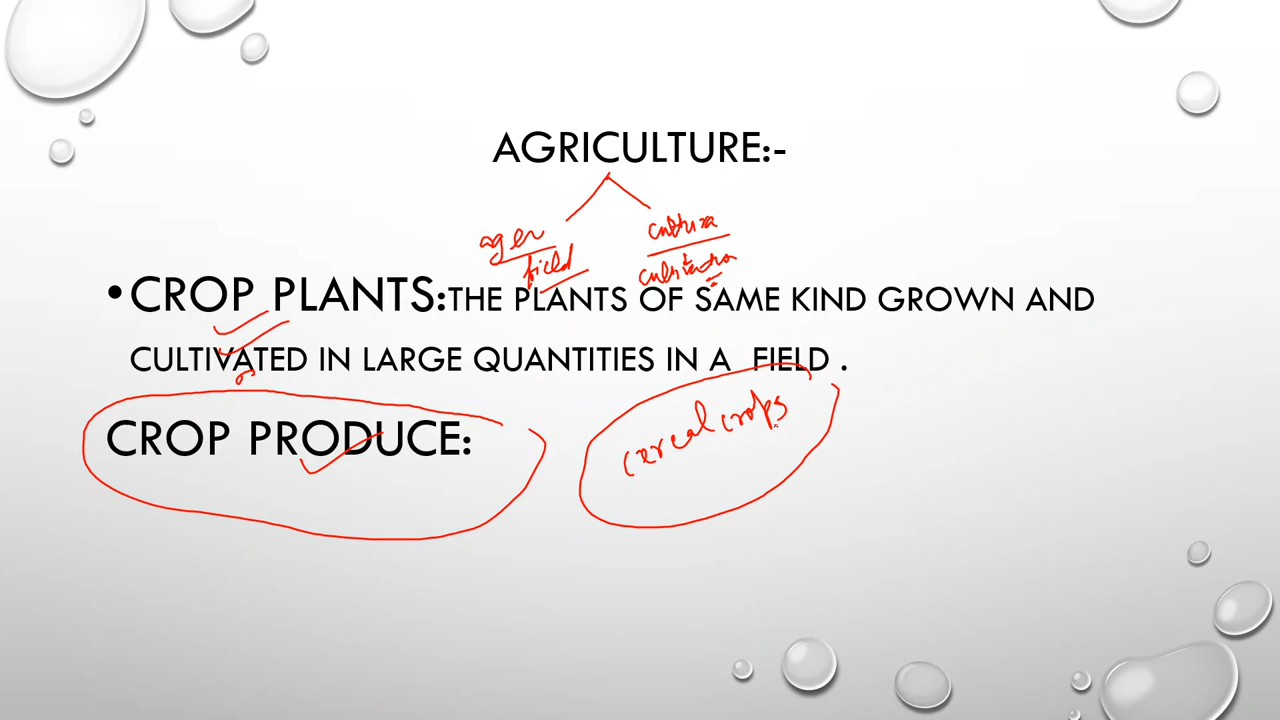 AGRICULTURE:-
ager cultura
field cultivation
•CROP PLANTS:THE PLANTS OF SAME KIND GROWN AND
CULTIVATED IN LARGE QUANTITIES IN A FIELD .
cereal crops
CROP PRODUCE: